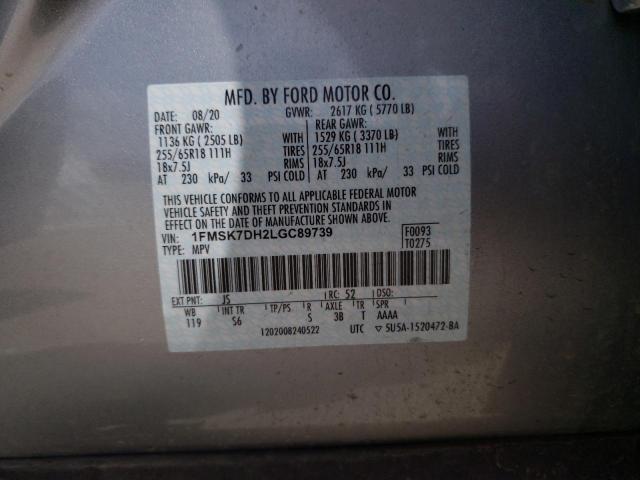 MFD. BY FORD MOTOR CO.
DATE: 08/20 GVWR: 2617 KG ( 5770 LB)
FRONT GAWR: REAR GAWR:
1136 KG ( 2505 LB) WITH 1529 KG ( 3370 LB) WITH
255/65R18 111H TIRES 255/65R18 111H TIRES
18x7.5J RIMS 18x7.5J RIMS
AT 230 kPa/ 33 PSI COLD AT 230 kPa/ 33 PSI COLD
THIS VEHICLE CONFORMS TO ALL APPLICABLE FEDERAL MOTOR
VEHICLE SAFETY AND THEFT PREVENTION STANDARDS IN
EFFECT ON THE DATE OF MANUFACTURE SHOWN ABOVE.
VIN: 1FMSK7DH2LGC89739 F0093
TYPE: MPV T0275
EXT PNT: JS RC: 52 DSO:
WB INT TR TP/PS R AXLE TR SPR
119 S6 S 3B T AAAA
1202008240522 UTC ▽ 5U5A-1520472-BA